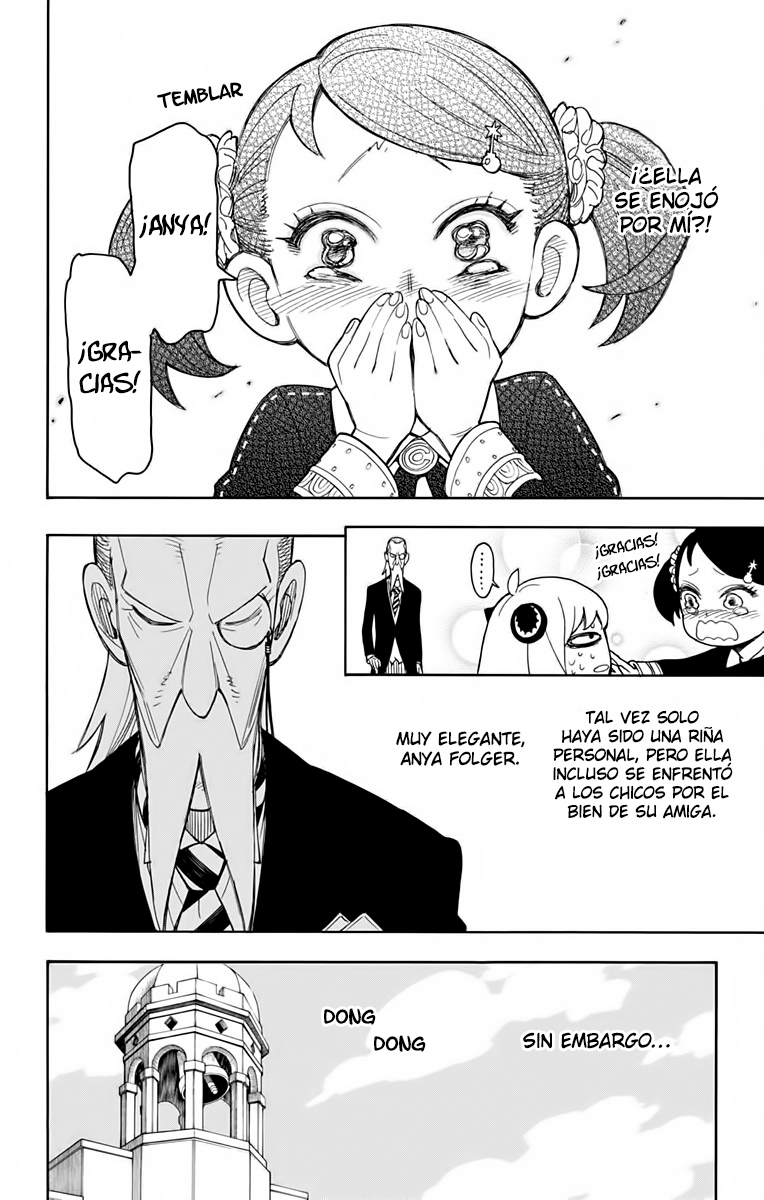 TEMBLAR
¡¿ELLA
SE ENOJÓ
POR MÍ?!
¡ANYA!
¡GRA-
CIAS!
¡GRACIAS!
¡GRACIAS!
......
TAL VEZ SOLO
HAYA SIDO UNA RIÑA
PERSONAL, PERO ELLA
INCLUSO SE ENFRENTÓ
A LOS CHICOS POR EL
BIEN DE SU AMIGA.
MUY ELEGANTE,
ANYA FOLGER.
DONG
DONG
SIN EMBARGO...